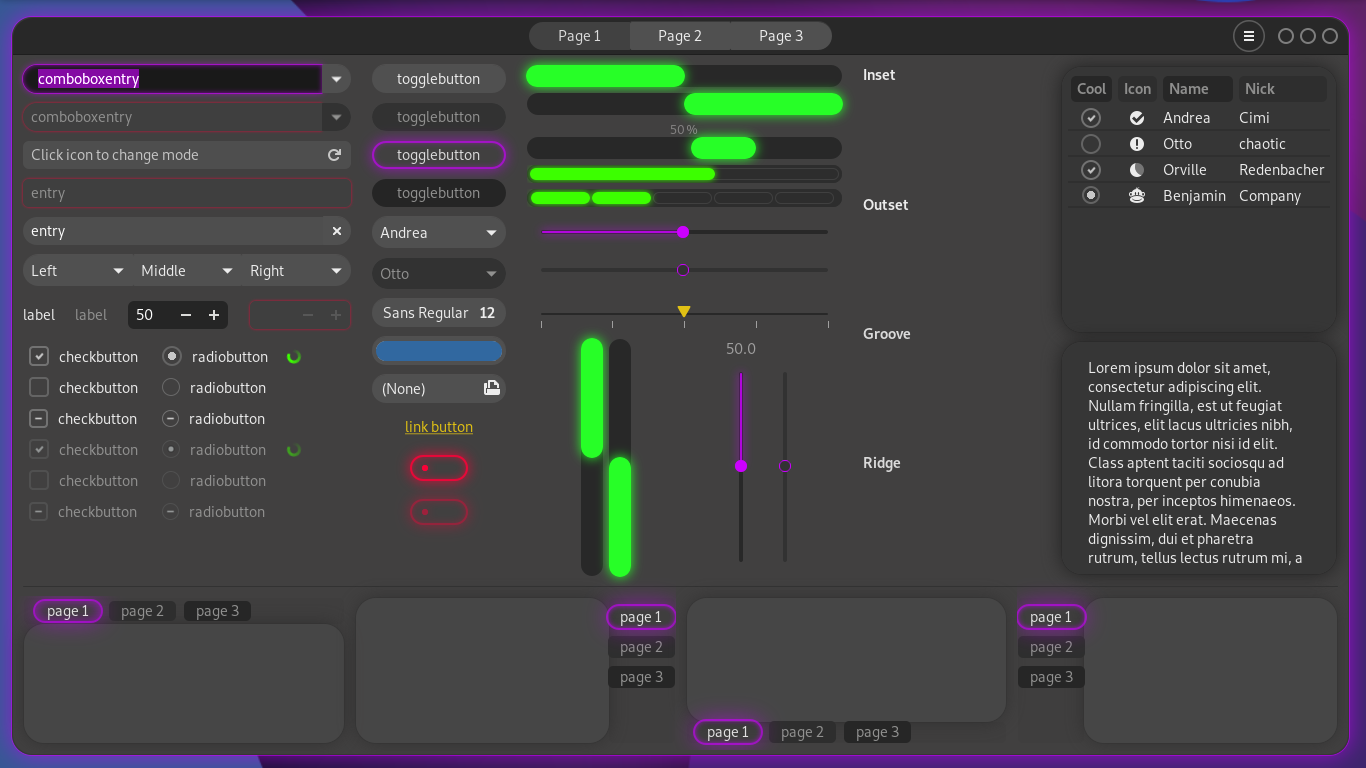 Page 1 Page 2 Page 3
comboboxentry
comboboxentry
Click icon to change mode
entry
entry
Left Middle Right
label label 50
checkbutton radiobutton
checkbutton radiobutton
checkbutton radiobutton
checkbutton radiobutton
checkbutton radiobutton
checkbutton radiobutton
togglebutton
togglebutton
togglebutton
togglebutton
Andrea
Otto
Sans Regular 12
(None)
link button
50 %
50.0
Inset
Outset
Groove
Ridge
Cool Icon Name Nick
Andrea Cimi
Otto chaotic
Orville Redenbacher
Benjamin Company
Lorem ipsum dolor sit amet,
consectetur adipiscing elit.
Nullam fringilla, est ut feugiat
ultrices, elit lacus ultricies nibh,
id commodo tortor nisi id elit.
Class aptent taciti sociosqu ad
litora torquent per conubia
nostra, per inceptos himenaeos.
Morbi vel elit erat. Maecenas
dignissim, dui et pharetra
rutrum, tellus lectus rutrum mi, a
page 1 page 2 page 3
page 1
page 2
page 3
page 1 page 2 page 3
page 1
page 2
page 3